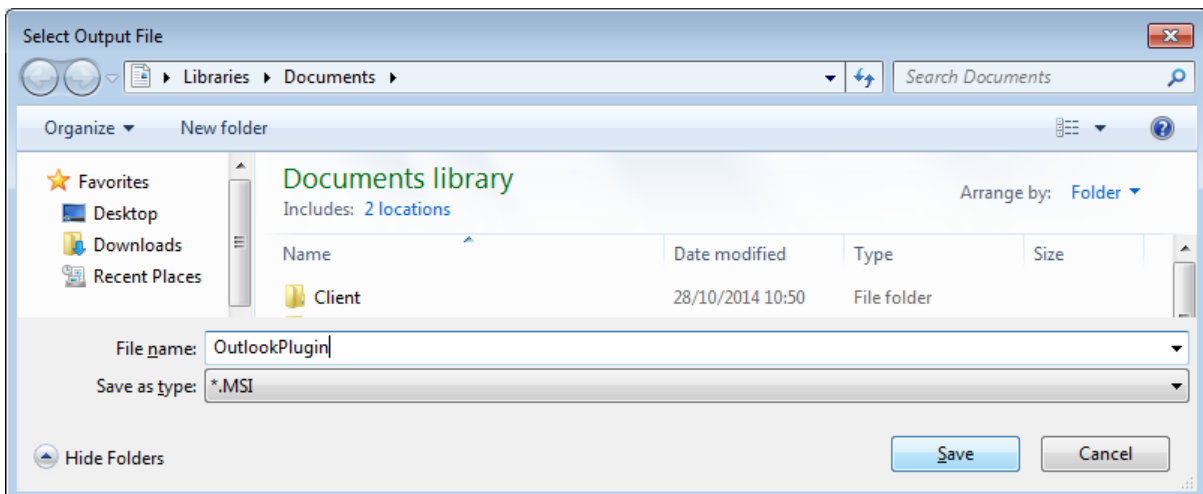 Select Output File
Libraries Documents
Search Documents
Organize New folder
Favorites
Desktop
Downloads
Recent Places
Documents library
Includes: 2 locations
Arrange by: Folder
Name Date modified Type Size
Client 28/10/2014 10:50 File folder
File name: OutlookPlugin
Save as type: *.MSI
Hide Folders
Save Cancel